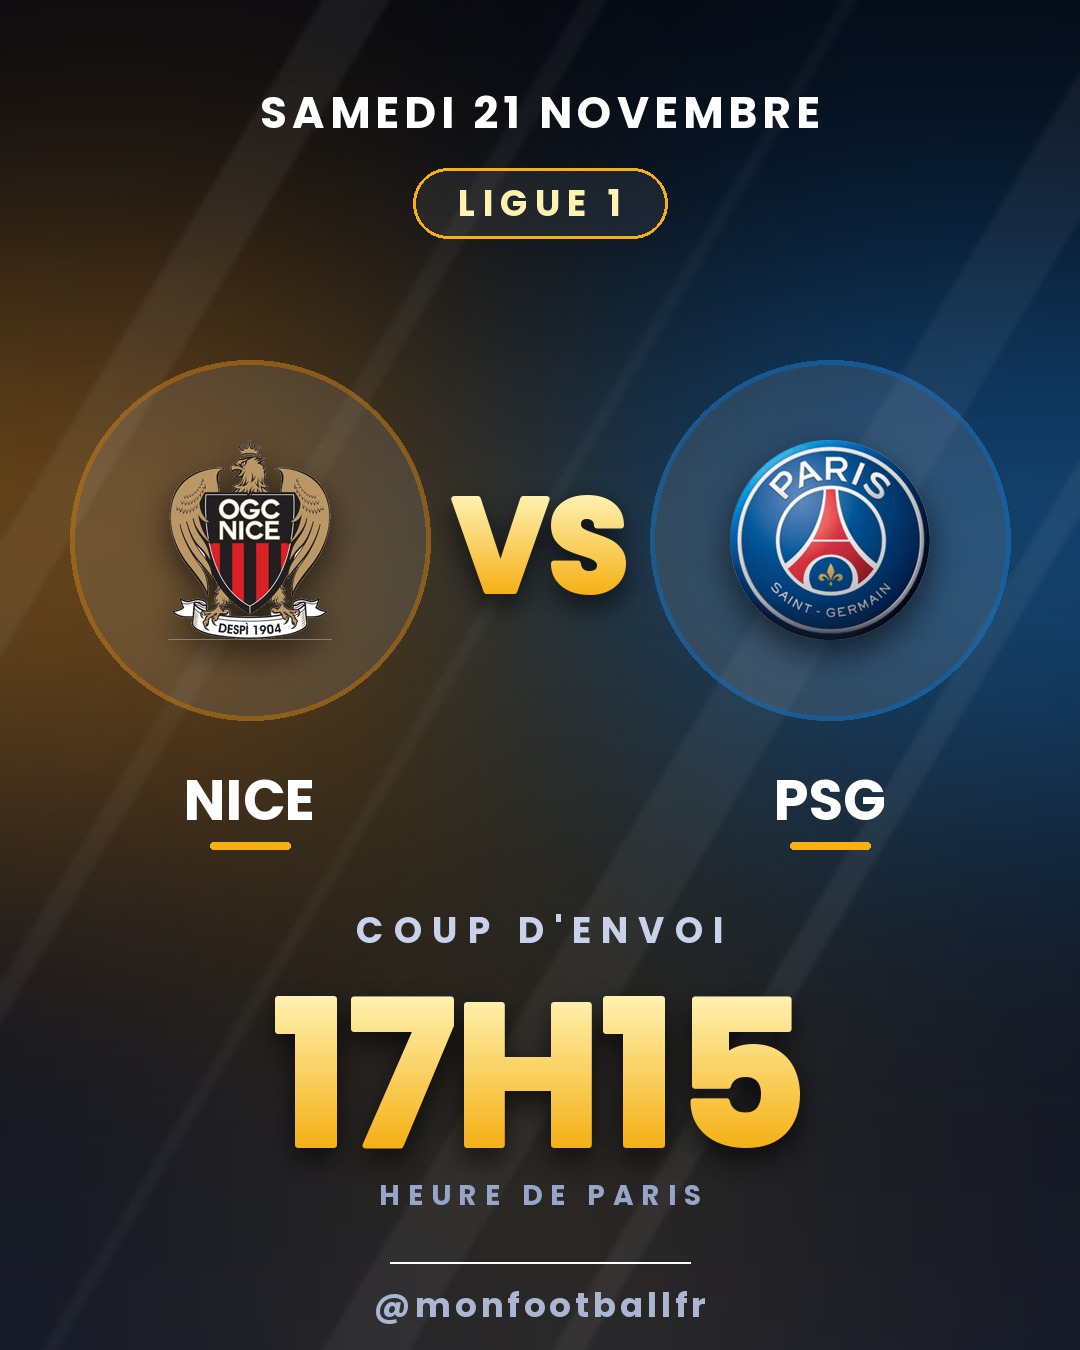 SAMEDI 21 NOVEMBRE
LIGUE 1
OGC
NICE
DESPÌ 1904
VS
PARIS
SAINT - GERMAIN
NICE
PSG
COUP D'ENVOI
17H15
HEURE DE PARIS
@monfootballfr